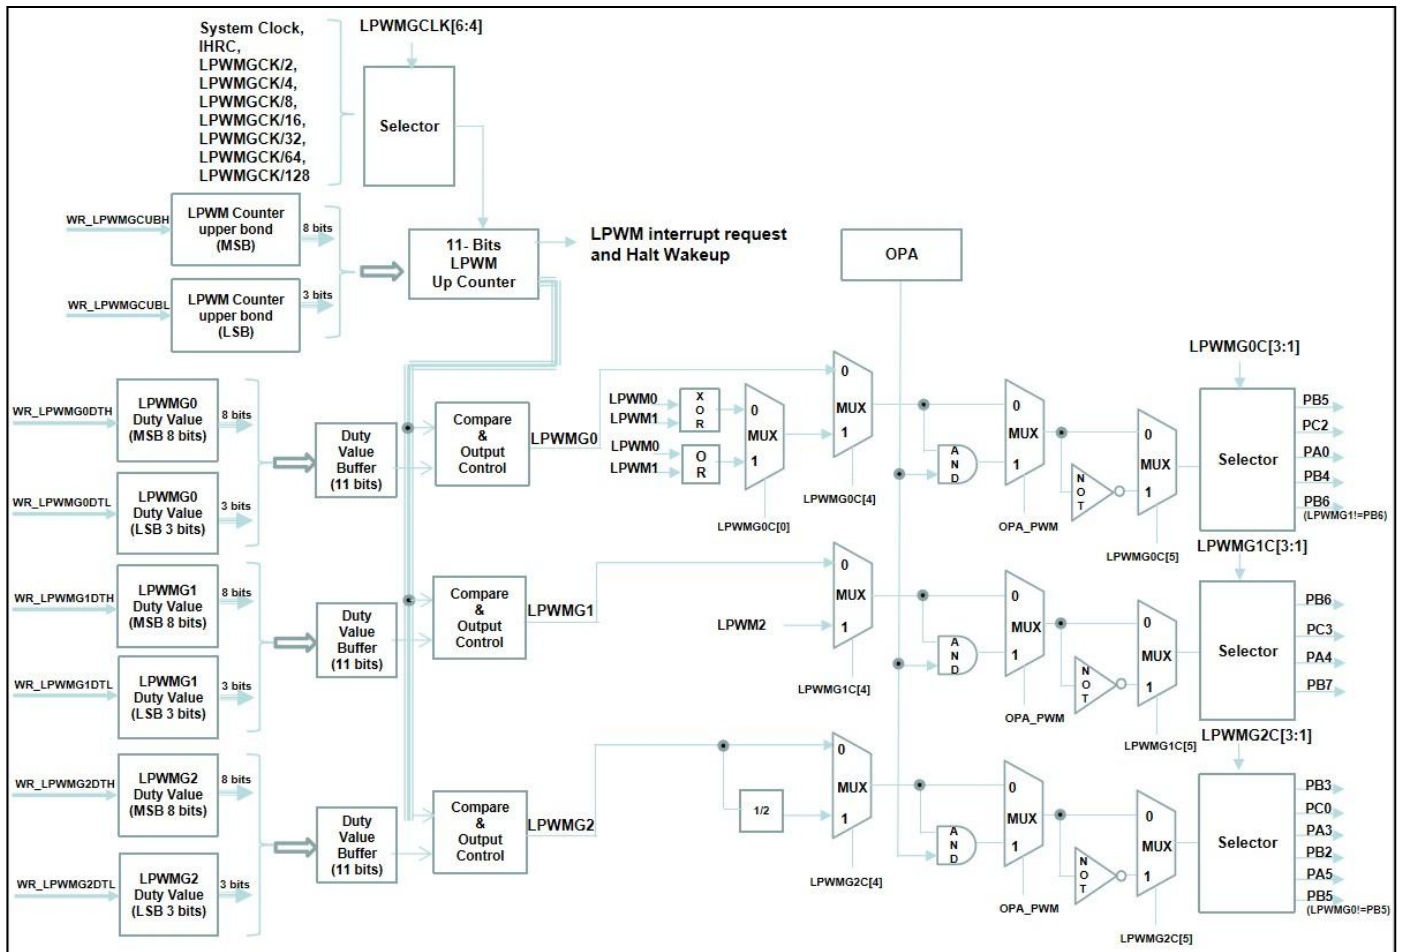 System Clock,
IHRC,
LPWMGCK/2,
LPWMGCK/4,
LPWMGCK/8,
LPWMGCK/16,
LPWMGCK/32,
LPWMGCK/64,
LPWMGCK/128
LPWMGCLK[6:4]
Selector
WR_LPWMGCUBH
LPWM Counter
upper bond
(MSB)
8 bits
WR_LPWMGCUBL
LPWM Counter
upper bond
(LSB)
3 bits
11- Bits
LPWM
Up Counter
LPWM interrupt request
and Halt Wakeup
OPA
WR_LPWMG0DTH
LPWMG0
Duty Value
(MSB 8 bits)
8 bits
WR_LPWMG0DTL
LPWMG0
Duty Value
(LSB 3 bits)
3 bits
Duty
Value
Buffer
(11 bits)
Compare
&
Output
Control
LPWMG0
LPWM0
LPWM1
XOR
LPWM0
LPWM1
OR
0
MUX
1
LPWMG0C[0]
0
MUX
1
LPWMG0C[4]
AND
0
MUX
1
OPA_PWM
NOT
0
MUX
1
LPWMG0C[5]
LPWMG0C[3:1]
Selector
PB5
PC2
PA0
PB4
PB6
(LPWMG1!=PB6)
WR_LPWMG1DTH
LPWMG1
Duty Value
(MSB 8 bits)
8 bits
WR_LPWMG1DTL
LPWMG1
Duty Value
(LSB 3 bits)
3 bits
Duty
Value
Buffer
(11 bits)
Compare
&
Output
Control
LPWMG1
LPWM2
0
MUX
1
LPWMG1C[4]
AND
0
MUX
1
OPA_PWM
NOT
0
MUX
1
LPWMG1C[5]
LPWMG1C[3:1]
Selector
PB6
PC3
PA4
PB7
WR_LPWMG2DTH
LPWMG2
Duty Value
(MSB 8 bits)
8 bits
WR_LPWMG2DTL
LPWMG2
Duty Value
(LSB 3 bits)
3 bits
Duty
Value
Buffer
(11 bits)
Compare
&
Output
Control
LPWMG2
1/2
0
MUX
1
LPWMG2C[4]
AND
0
MUX
1
OPA_PWM
NOT
0
MUX
1
LPWMG2C[5]
LPWMG2C[3:1]
Selector
PB3
PC0
PA3
PB2
PA5
PB5
(LPWMG0!=PB5)